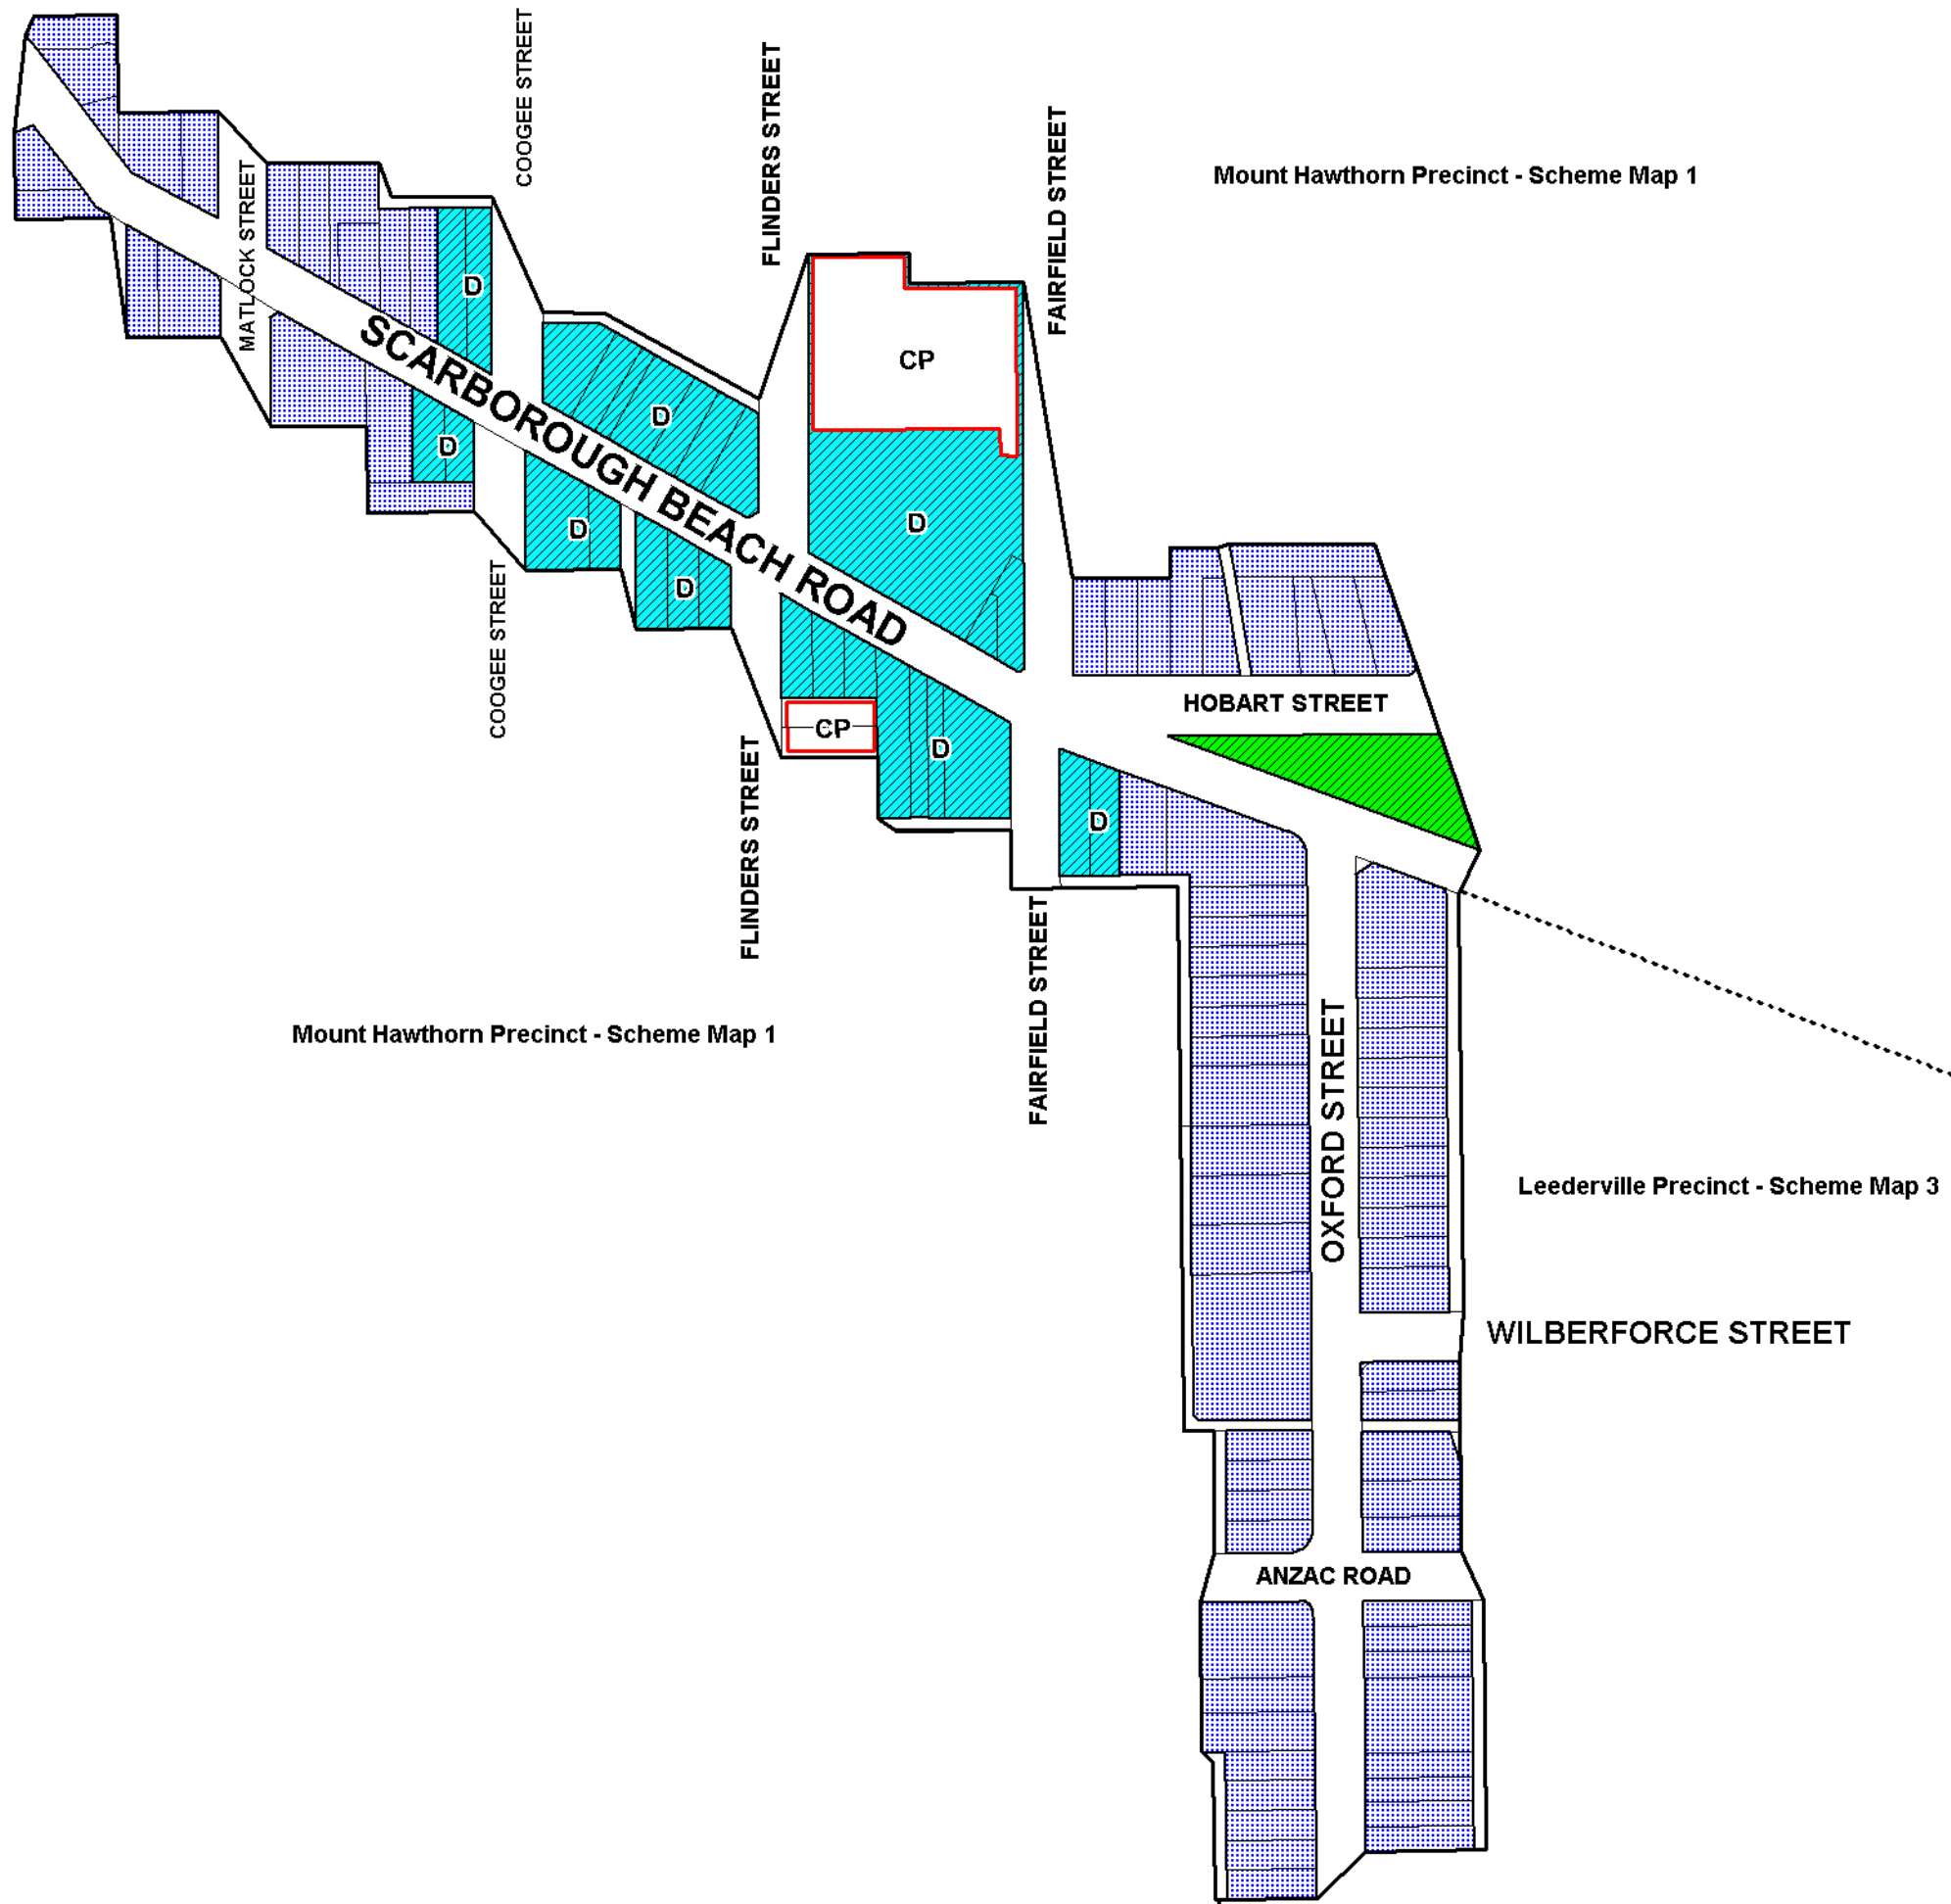 COOGEE STREET
FLINDERS STREET
FAIRFIELD STREET
Mount Hawthorn Precinct - Scheme Map 1
MATLOCK STREET
D
SCARBOROUGH BEACH ROAD
CP
D
D
D
D
D
COOGEE STREET
HOBART STREET
CP
D
FLINDERS STREET
D
FAIRFIELD STREET
OXFORD STREET
Mount Hawthorn Precinct - Scheme Map 1
Leederville Precinct - Scheme Map 3
WILBERFORCE STREET
ANZAC ROAD